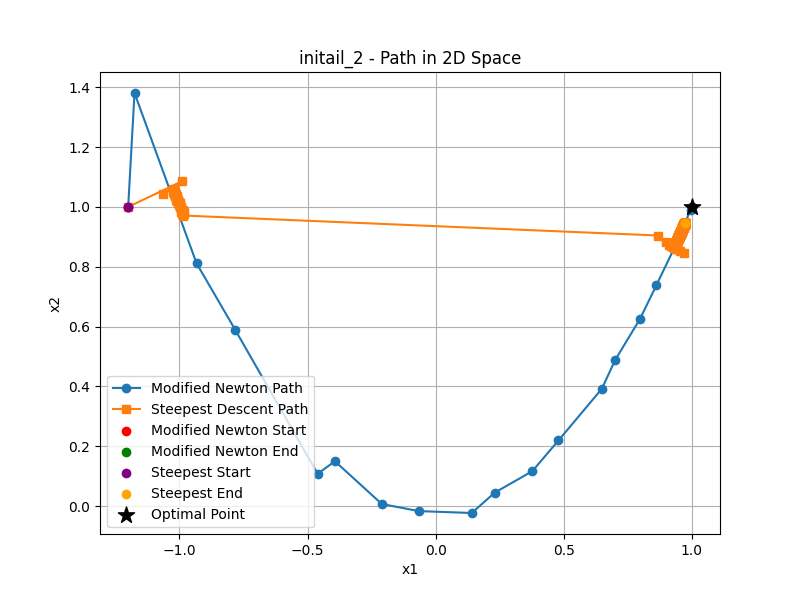 initail_2 - Path in 2D Space
x2
1.4
1.2
1.0
0.8
0.6
0.4
0.2
0.0
Modified Newton Path
Steepest Descent Path
Modified Newton Start
Modified Newton End
Steepest Start
Steepest End
Optimal Point
−1.0 −0.5 0.0 0.5 1.0
x1